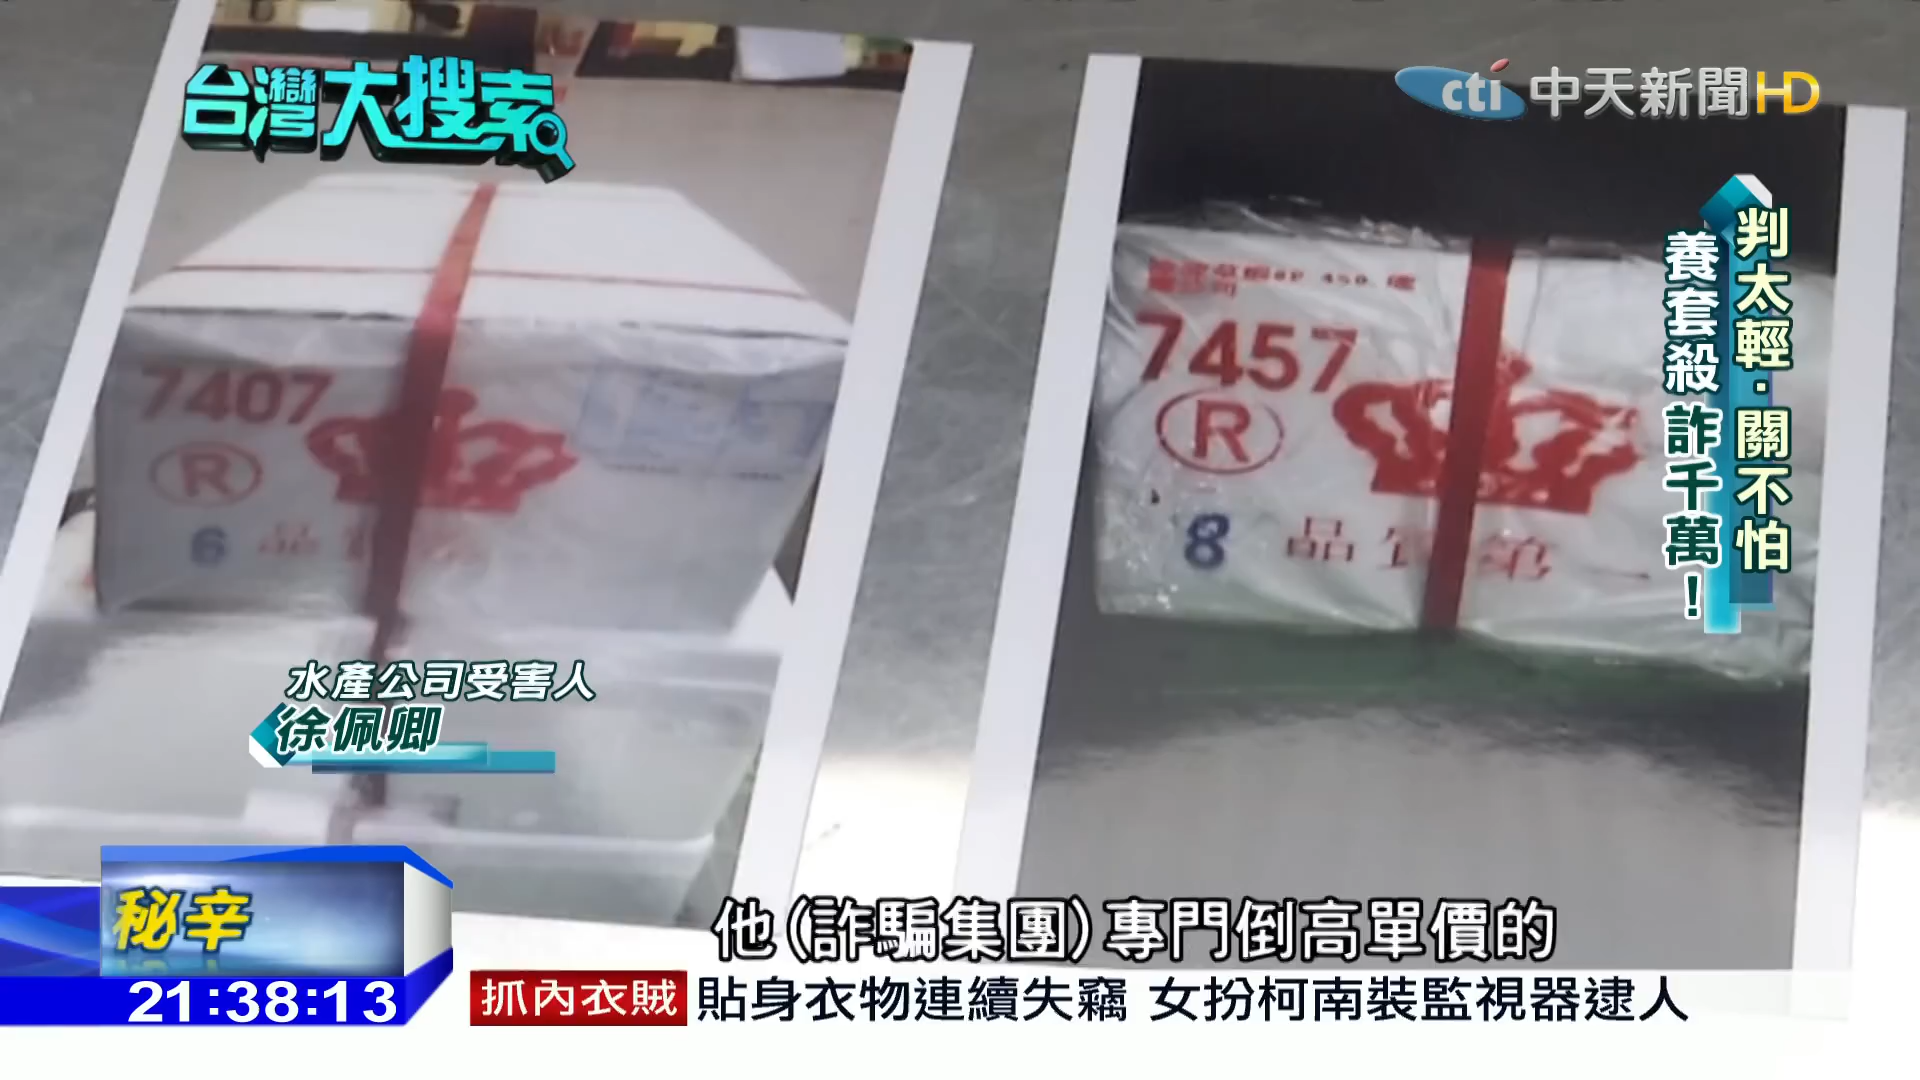 台灣大搜索
cti 中天新聞HD
判太輕·關不怕
養套殺 詐千萬！
7407
R
6
7457
R
8
品管第一
水產公司受害人
徐佩卿
秘辛
他(詐騙集團)專門倒高單價的
21:38:13
抓內衣賊 貼身衣物連續失竊 女扮柯南裝監視器逮人